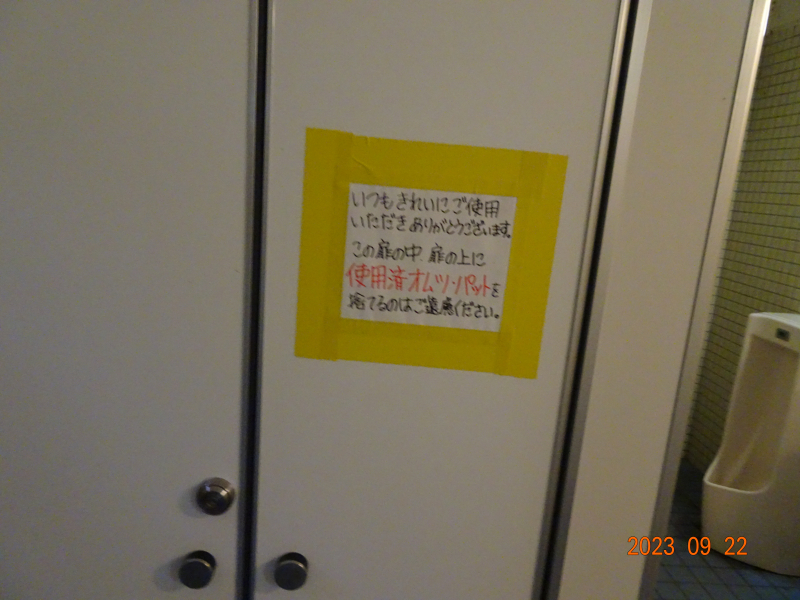 いつもきれいにご使用
いただきありがとうございます。
この扉の中、扉の上に
使用済オムツ・パットを
捨てるのはご遠慮ください。
2023 09 22